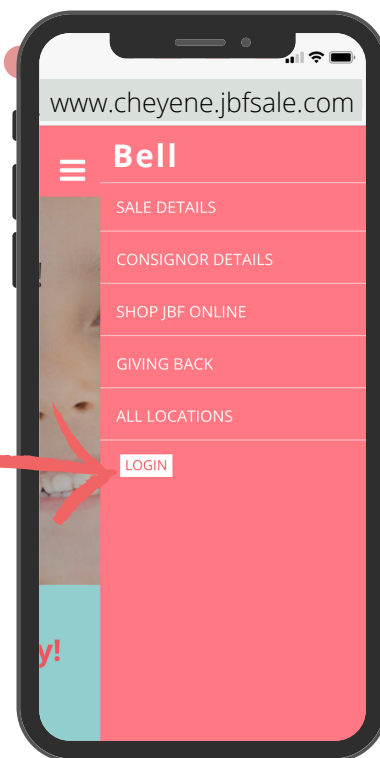 www.cheyene.jbfsale.com
Bell
SALE DETAILS
CONSIGNOR DETAILS
SHOP JBF ONLINE
GIVING BACK
ALL LOCATIONS
LOGIN
y!